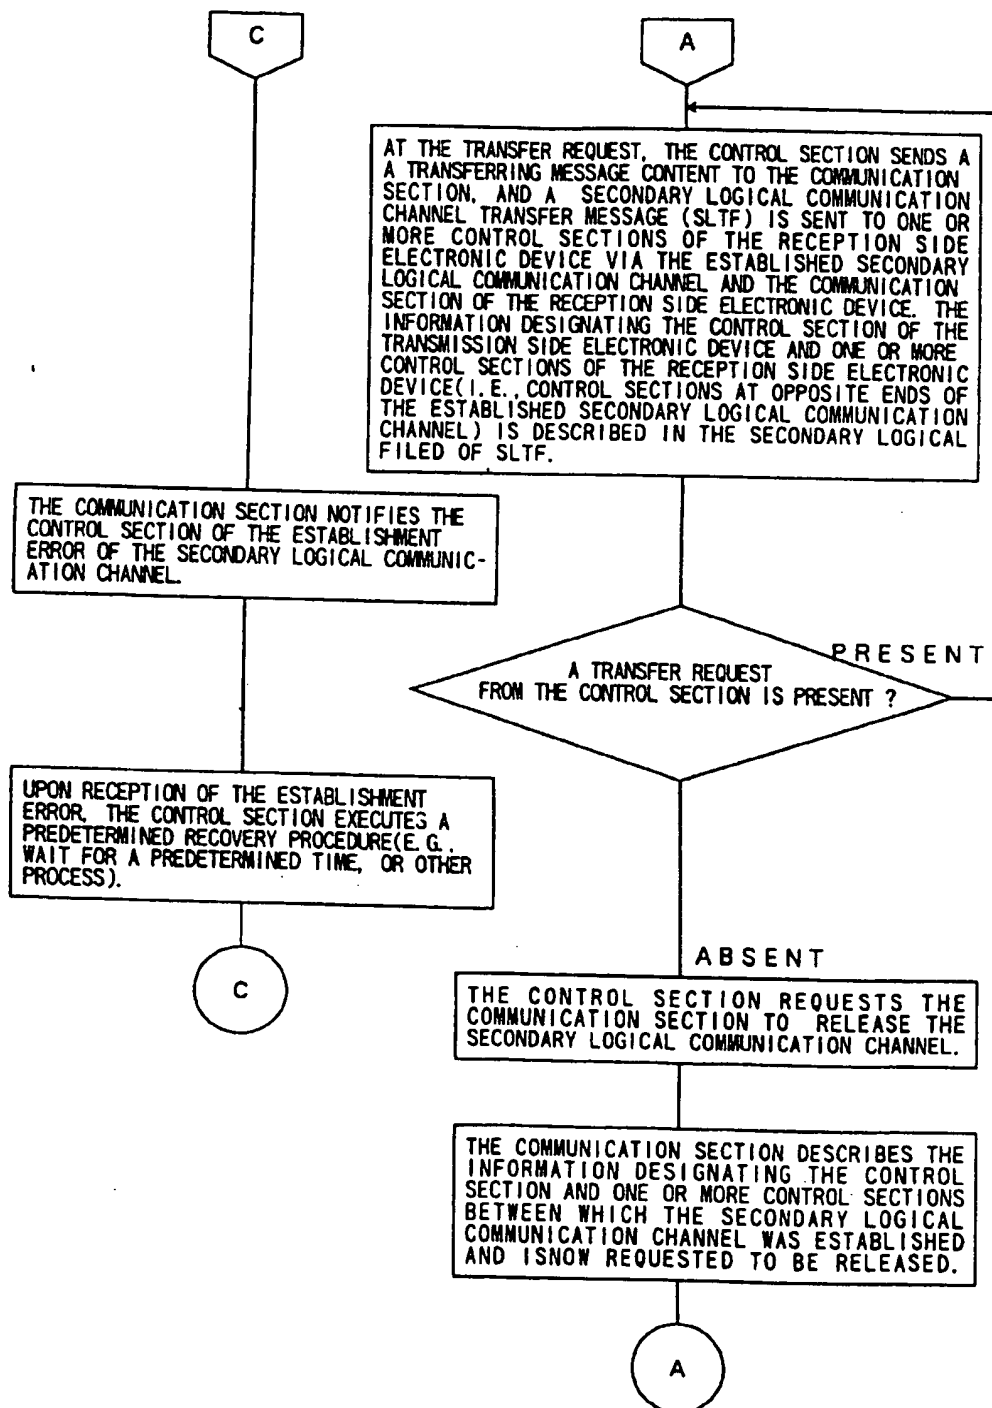 C
THE COMMUNICATION SECTION NOTIFIES THE
CONTROL SECTION OF THE ESTABLISHMENT
ERROR OF THE SECONDARY LOGICAL COMMUNIC-
ATION CHANNEL.
UPON RECEPTION OF THE ESTABLISHMENT
ERROR, THE CONTROL SECTION EXECUTES A
PREDETERMINED RECOVERY PROCEDURE(E.G.,
WAIT FOR A PREDETERMINED TIME, OR OTHER
PROCESS).
C
A
AT THE TRANSFER REQUEST, THE CONTROL SECTION SENDS A
A TRANSFERRING MESSAGE CONTENT TO THE COMMUNICATION
SECTION, AND A SECONDARY LOGICAL COMMUNICATION
CHANNEL TRANSFER MESSAGE (SLTF) IS SENT TO ONE OR
MORE CONTROL SECTIONS OF THE RECEPTION SIDE
ELECTRONIC DEVICE VIA THE ESTABLISHED SECONDARY
LOGICAL COMMUNICATION CHANNEL AND THE COMMUNICATION
SECTION OF THE RECEPTION SIDE ELECTRONIC DEVICE. THE
INFORMATION DESIGNATING THE CONTROL SECTION OF THE
TRANSMISSION SIDE ELECTRONIC DEVICE AND ONE OR MORE
CONTROL SECTIONS OF THE RECEPTION SIDE ELECTRONIC
DEVICE(I.E., CONTROL SECTIONS AT OPPOSITE ENDS OF
THE ESTABLISHED SECONDARY LOGICAL COMMUNICATION
CHANNEL) IS DESCRIBED IN THE SECONDARY LOGICAL
FILED OF SLTF.
A TRANSFER REQUEST
FROM THE CONTROL SECTION IS PRESENT ?
PRESENT
ABSENT
THE CONTROL SECTION REQUESTS THE
COMMUNICATION SECTION TO RELEASE THE
SECONDARY LOGICAL COMMUNICATION CHANNEL.
THE COMMUNICATION SECTION DESCRIBES THE
INFORMATION DESIGNATING THE CONTROL
SECTION AND ONE OR MORE CONTROL SECTIONS
BETWEEN WHICH THE SECONDARY LOGICAL
COMMUNICATION CHANNEL WAS ESTABLISHED
AND ISNOW REQUESTED TO BE RELEASED.
A